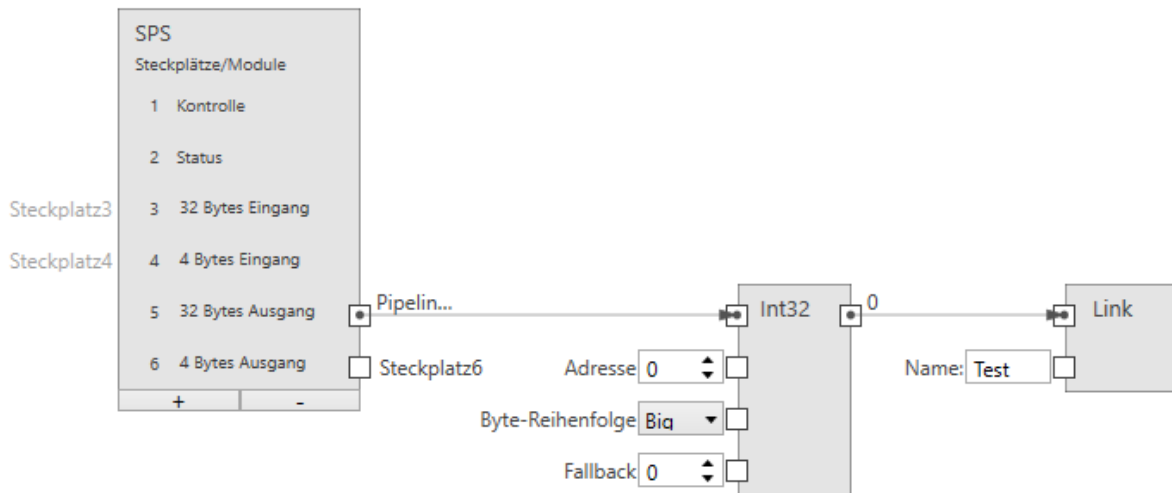 SPS
Steckplätze/Module
1 Kontrolle
2 Status
Steckplatz3 3 32 Bytes Eingang
Steckplatz4 4 4 Bytes Eingang
5 32 Bytes Ausgang Pipelin... Int32 0 Link
6 4 Bytes Ausgang Steckplatz6 Adresse 0 Name: Test
+ -
Byte-Reihenfolge Big
Fallback 0